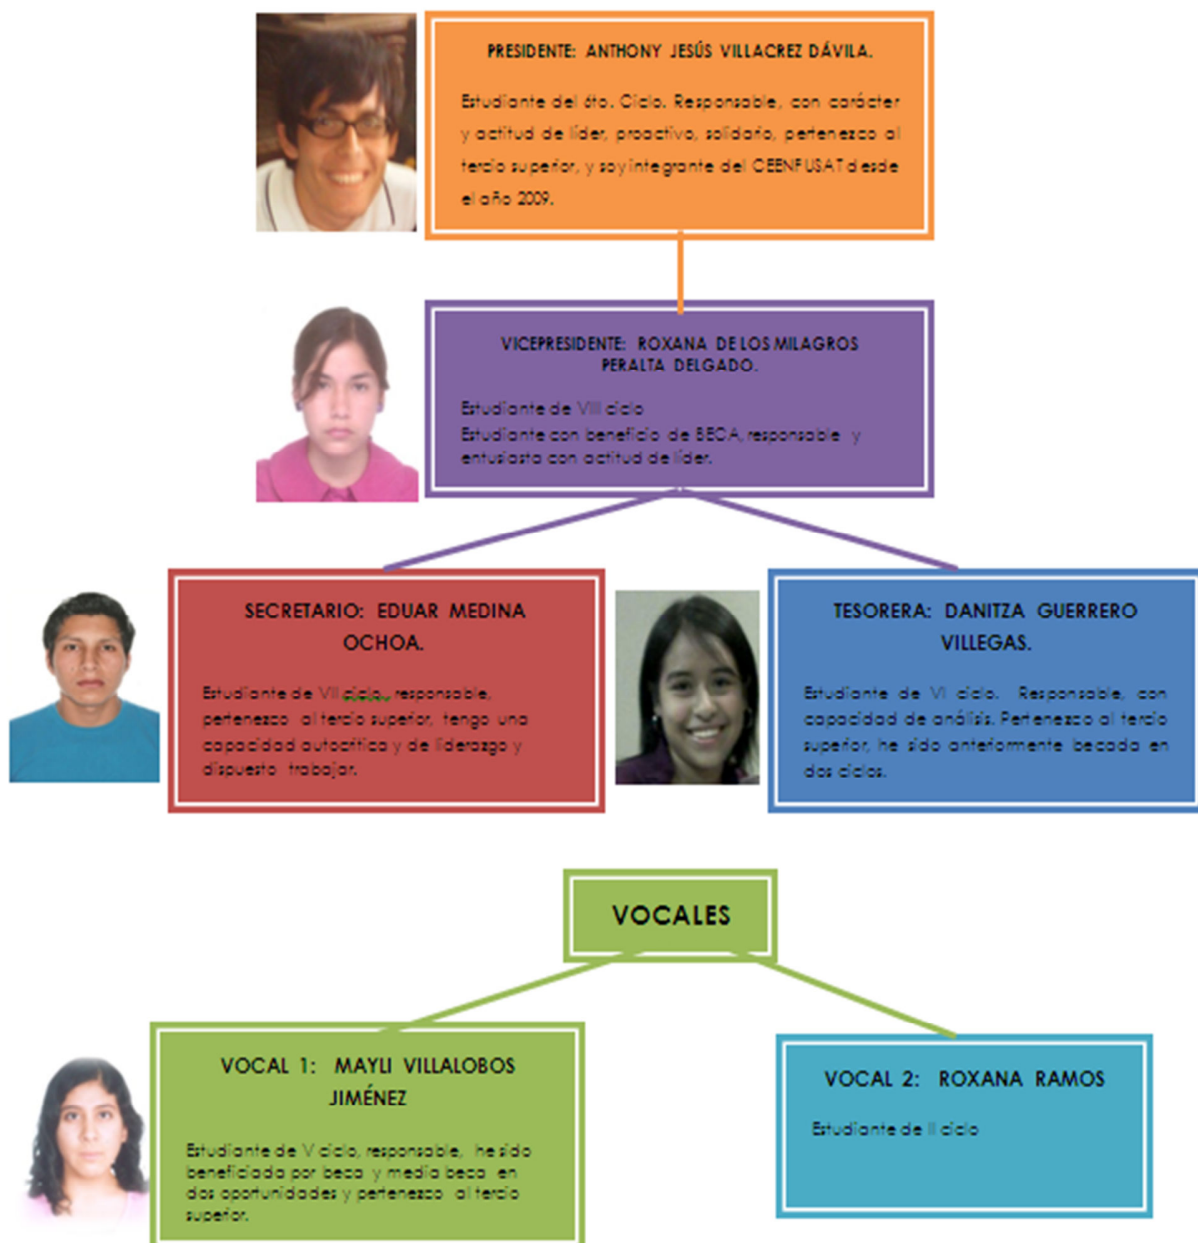 PRESIDENTE: ANTHONY JESÚS VILLACREZ DÁVILA.
Estudiante del 6to. Ciclo. Responsable, con carácter
y actitud de líder, proactivo, solidario, pertenezco al
tercio superior, y soy integrante del CEENFUSAT desde
el año 2009.
VICEPRESIDENTE: ROXANA DE LOS MILAGROS
PERALTA DELGADO.
Estudiante de VIII ciclo
Estudiante con beneficio de BECA, responsable y
entusiasta con actitud de líder.
SECRETARIO: EDUAR MEDINA
OCHOA.
Estudiante de VII ciclo, responsable,
pertenezco al tercio superior, tengo una
capacidad autocrítica y de liderazgo y
dispuesto trabajar.
TESORERA: DANITZA GUERRERO
VILLEGAS.
Estudiante de VI ciclo. Responsable, con
capacidad de análisis. Pertenezco al tercio
superior, he sido anteriormente becada en
dos ciclos.
VOCALES
VOCAL 1: MAYLI VILLALOBOS
JIMÉNEZ
Estudiante de V ciclo, responsable, he sido
beneficiada por beca y media beca en
dos oportunidades y pertenezco al tercio
superior.
VOCAL 2: ROXANA RAMOS
Estudiante de II ciclo